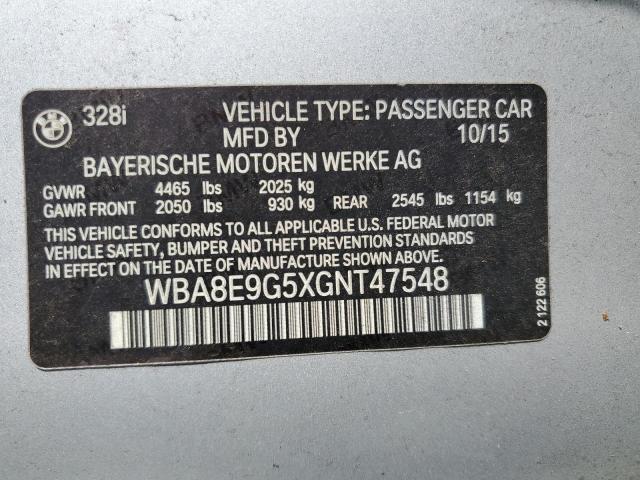 328i VEHICLE TYPE: PASSENGER CAR
MFD BY 10/15
BAYERISCHE MOTOREN WERKE AG
GVWR 4465 lbs 2025 kg
GAWR FRONT 2050 lbs 930 kg REAR 2545 lbs 1154 kg
THIS VEHICLE CONFORMS TO ALL APPLICABLE U.S. FEDERAL MOTOR
VEHICLE SAFETY, BUMPER AND THEFT PREVENTION STANDARDS
IN EFFECT ON THE DATE OF MANUFACTURE SHOWN ABOVE.
WBA8E9G5XGNT47548
2 122 606